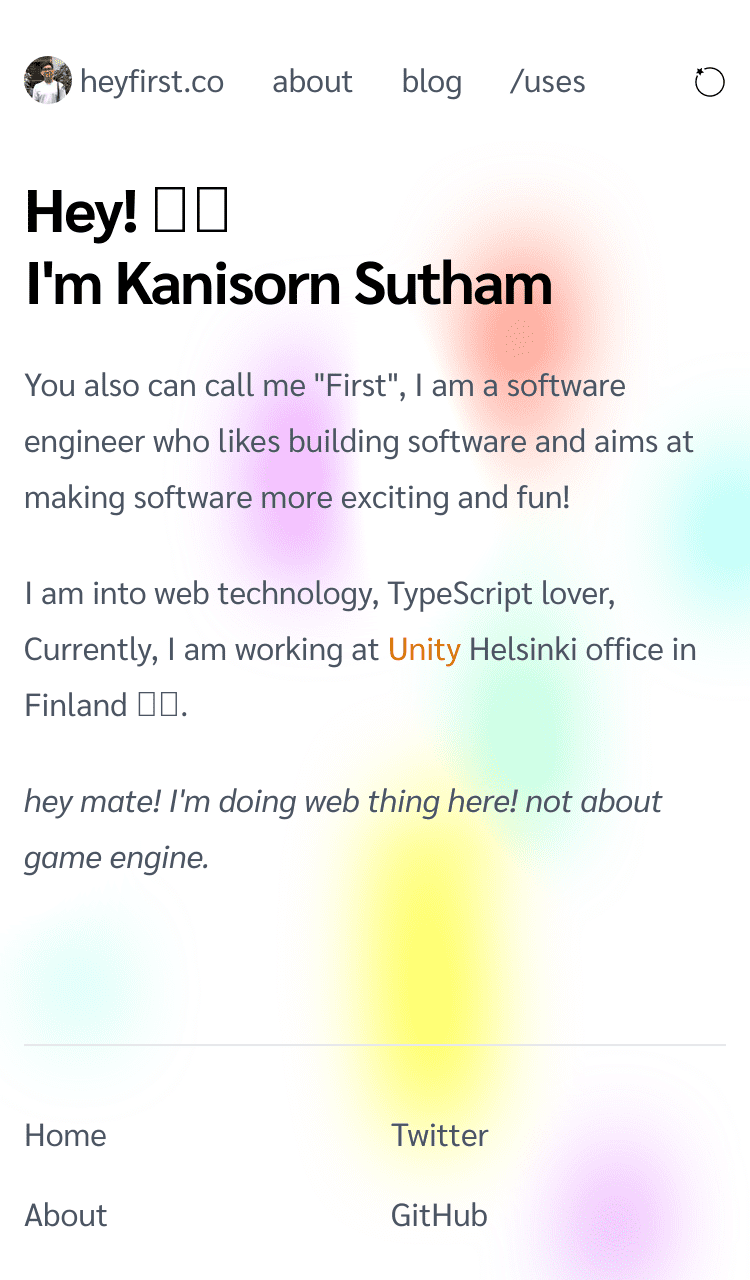 heyfirst.co about blog /uses
Hey! 
I'm Kanisorn Sutham
You also can call me "First", I am a software
engineer who likes building software and aims at
making software more exciting and fun!
I am into web technology, TypeScript lover,
Currently, I am working at Unity Helsinki office in
Finland .
hey mate! I'm doing web thing here! not about
game engine.
Home Twitter
About GitHub